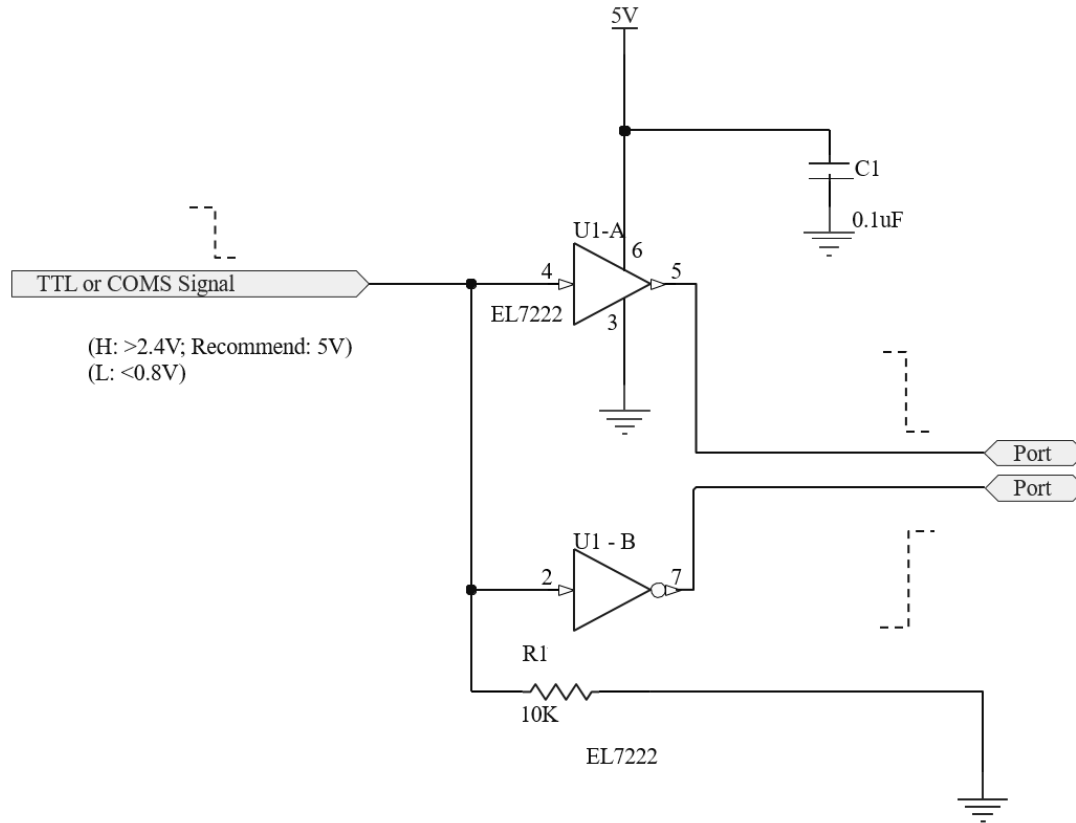 5V
C1
0.1uF
U1-A
6
4
5
TTL or COMS Signal
EL7222
3
(H: >2.4V; Recommend: 5V)
(L: <0.8V)
Port
Port
U1 - B
2
7
R1
10K
EL7222